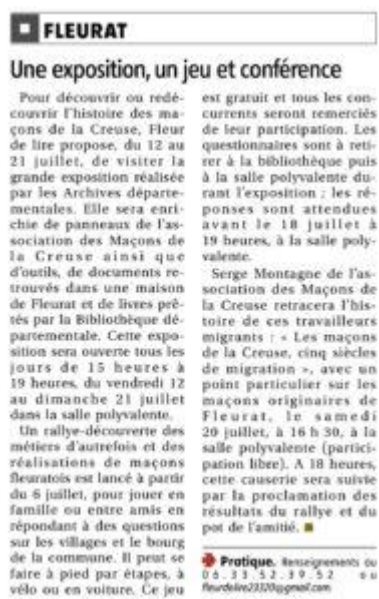 FLEURAT
Une exposition, un jeu et conférence
Pour découvrir ou redé-
couvrir l'histoire des ma-
çons de la Creuse, Fleur
de lire propose, du 12 au
21 juillet, de visiter la
grande exposition réalisée
par les Archives départe-
mentales. Elle sera enri-
chie de panneaux de l'as-
sociation des Maçons de
la Creuse ainsi que
d'outils, de documents re-
trouvés dans une maison
de Fleurat et de livres prê-
tés par la Bibliothèque dé-
partementale. Cette expo-
sition sera ouverte tous les
jours de 15 heures à
19 heures, du vendredi 12
au dimanche 21 juillet
dans la salle polyvalente.
Un rallye-découverte des
métiers d'autrefois et des
réalisations de maçons
fleuratois est lancé à partir
du 6 juillet, pour jouer en
famille ou entre amis en
répondant à des questions
sur les villages et le bourg
de la commune. Il peut se
faire à pied par étapes, à
vélo ou en voiture. Ce jeu
est gratuit et tous les con-
currents seront remerciés
de leur participation. Les
questionnaires sont à reti-
rer à la bibliothèque puis
à la salle polyvalente du-
rant l'exposition ; les ré-
ponses sont attendues
avant le 18 juillet à
19 heures, à la salle poly-
valente.
Serge Montagne de l'as-
sociation des Maçons de
la Creuse retracera l'his-
toire de ces travailleurs
migrants : « Les maçons
de la Creuse, cinq siècles
de migration », avec un
point particulier sur les
maçons originaires de
Fleurat, le samedi
20 juillet, à 16 h 30, à la
salle polyvalente (partici-
pation libre). A 18 heures,
cette causerie sera suivie
par la proclamation des
résultats du rallye et du
pot de l'amitié.
Pratique. Renseignements au
06.33.52.39.52 ou
fleurdelire23320@gmail.com